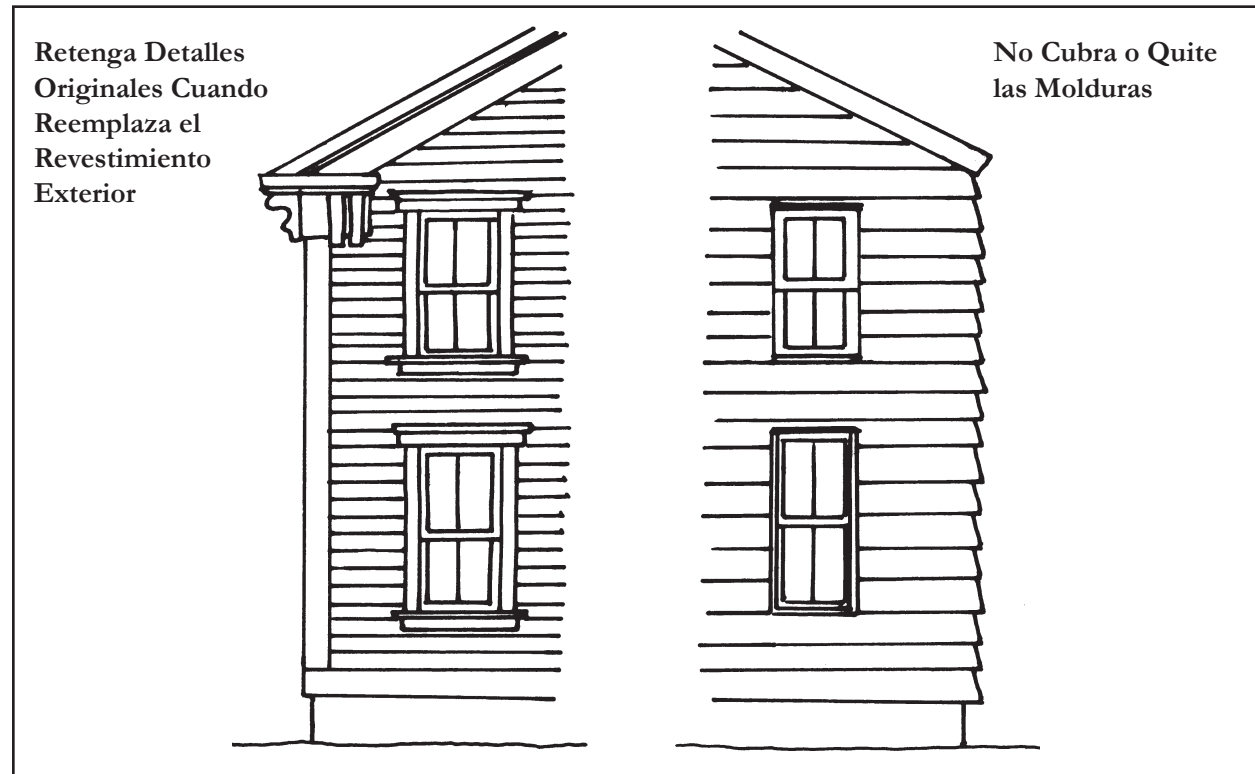 Retenga Detalles
Originales Cuando
Reemplaza el
Revestimiento
Exterior
No Cubra o Quite
las Molduras